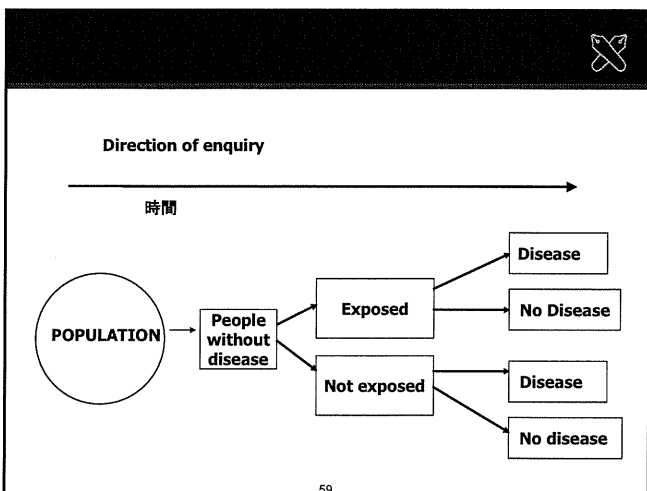 Direction of enquiry
時間
POPULATION
People
without
disease
Exposed
Not exposed
Disease
No Disease
Disease
No disease
59